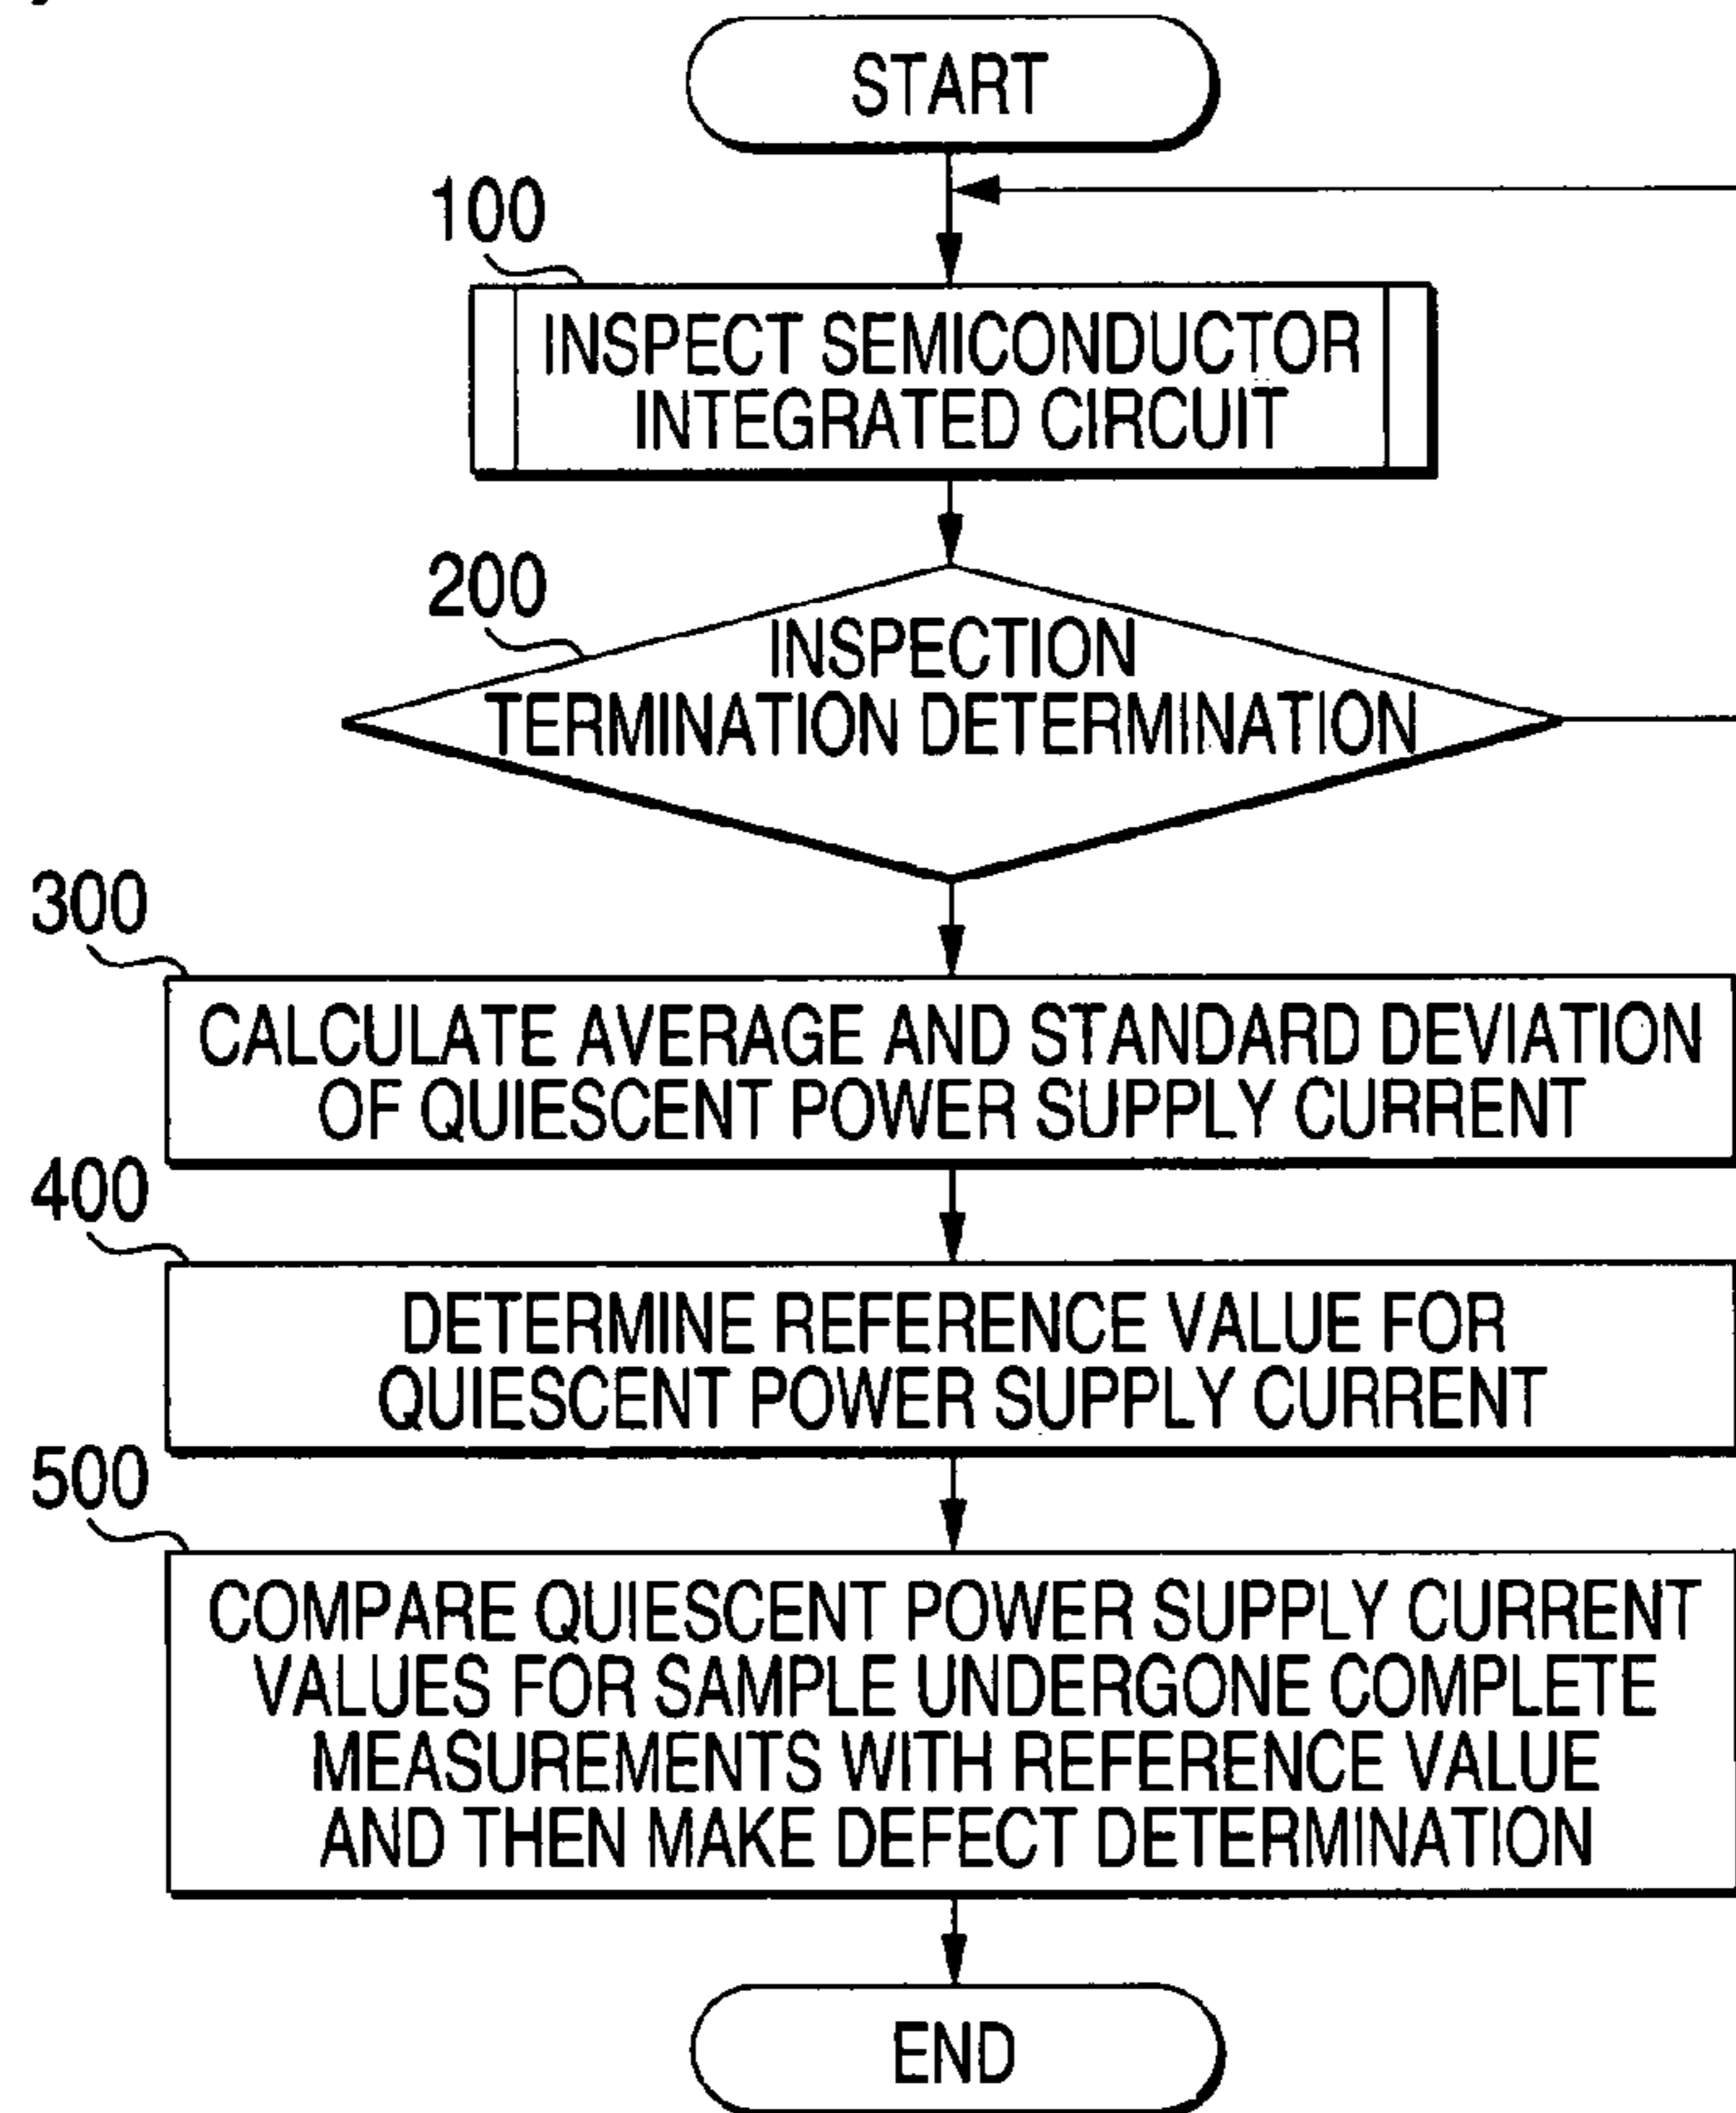 START
100
INSPECT SEMICONDUCTOR
INTEGRATED CIRCUIT
200
INSPECTION
TERMINATION DETERMINATION
300
CALCULATE AVERAGE AND STANDARD DEVIATION
OF QUIESCENT POWER SUPPLY CURRENT
400
DETERMINE REFERENCE VALUE FOR
QUIESCENT POWER SUPPLY CURRENT
500
COMPARE QUIESCENT POWER SUPPLY CURRENT
VALUES FOR SAMPLE UNDERGONE COMPLETE
MEASUREMENTS WITH REFERENCE VALUE
AND THEN MAKE DEFECT DETERMINATION
END